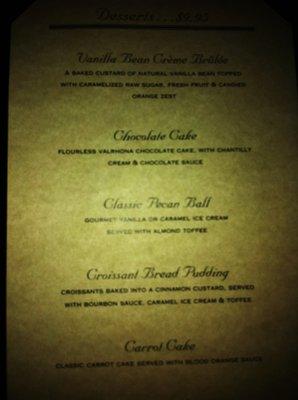 Desserts...$9.95
Vanilla Bean Crème Brûlée
A BAKED CUSTARD OF NATURAL VANILLA BEAN TOPPED
WITH CARAMELIZED RAW SUGAR, FRESH FRUIT & CANDIED
ORANGE ZEST
Chocolate Cake
FLOURLESS VALRHONA CHOCOLATE CAKE, WITH CHANTILLY
CREAM & CHOCOLATE SAUCE
Classic Pecan Ball
GOURMET VANILLA OR CARAMEL ICE CREAM
SERVED WITH ALMOND TOFFEE
Croissant Bread Pudding
CROISSANTS BAKED INTO A CINNAMON CUSTARD, SERVED
WITH BOURBON SAUCE, CARAMEL ICE CREAM & TOFFEE
Carrot Cake
CLASSIC CARROT CAKE SERVED WITH BLOOD ORANGE SAUCE